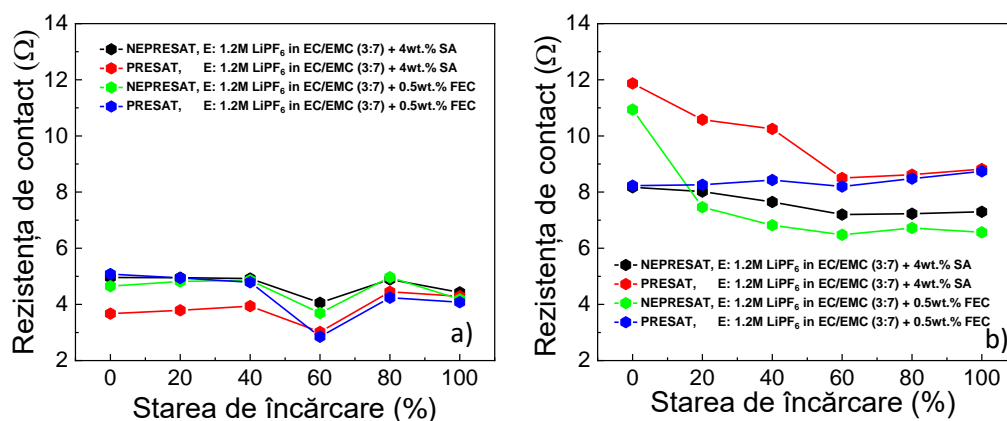 14
12
10
8
6
4
2
Rezistența de contact (Ω)
NEPRESAT, E: 1.2M LiPF6 in EC/EMC (3:7) + 4wt.% SA
PRESAT, E: 1.2M LiPF6 in EC/EMC (3:7) + 4wt.% SA
NEPRESAT, E: 1.2M LiPF6 in EC/EMC (3:7) + 0.5wt.% FEC
PRESAT, E: 1.2M LiPF6 in EC/EMC (3:7) + 0.5wt.% FEC
a)
0 20 40 60 80 100
Starea de încărcare (%)
14
12
10
8
6
4
2
Rezistența de contact (Ω)
NEPRESAT, E: 1.2M LiPF6 in EC/EMC (3:7) + 4wt.% SA
PRESAT, E: 1.2M LiPF6 in EC/EMC (3:7) + 4wt.% SA
NEPRESAT, E: 1.2M LiPF6 in EC/EMC (3:7) + 0.5wt.% FEC
PRESAT, E: 1.2M LiPF6 in EC/EMC (3:7) + 0.5wt.% FEC
b)
0 20 40 60 80 100
Starea de încărcare (%)